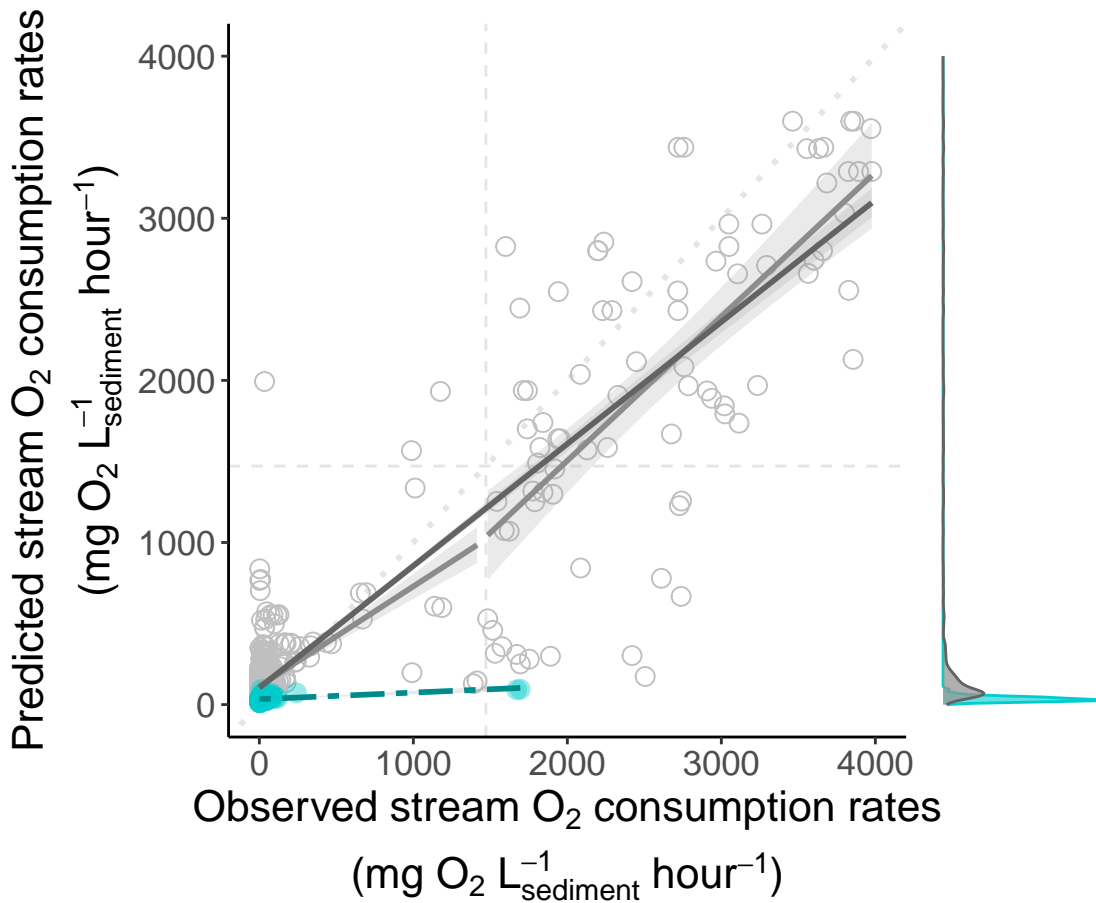 Predicted stream O₂ consumption rates
(mg O₂ L⁻¹sediment hour⁻¹)
4000
3000
2000
1000
0
0 1000 2000 3000 4000
Observed stream O₂ consumption rates
(mg O₂ L⁻¹sediment hour⁻¹)